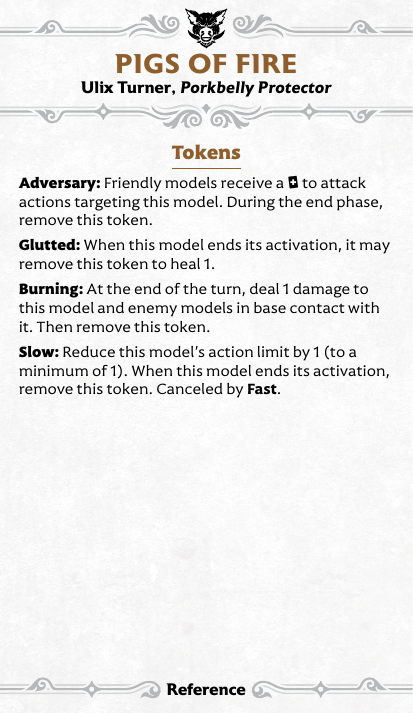 PIGS OF FIRE
Ulix Turner, Porkbelly Protector
Tokens
Adversary: Friendly models receive a to attack
actions targeting this model. During the end phase,
remove this token.
Glutted: When this model ends its activation, it may
remove this token to heal 1.
Burning: At the end of the turn, deal 1 damage to
this model and enemy models in base contact with
it. Then remove this token.
Slow: Reduce this model’s action limit by 1 (to a
minimum of 1). When this model ends its activation,
remove this token. Canceled by Fast.
Reference